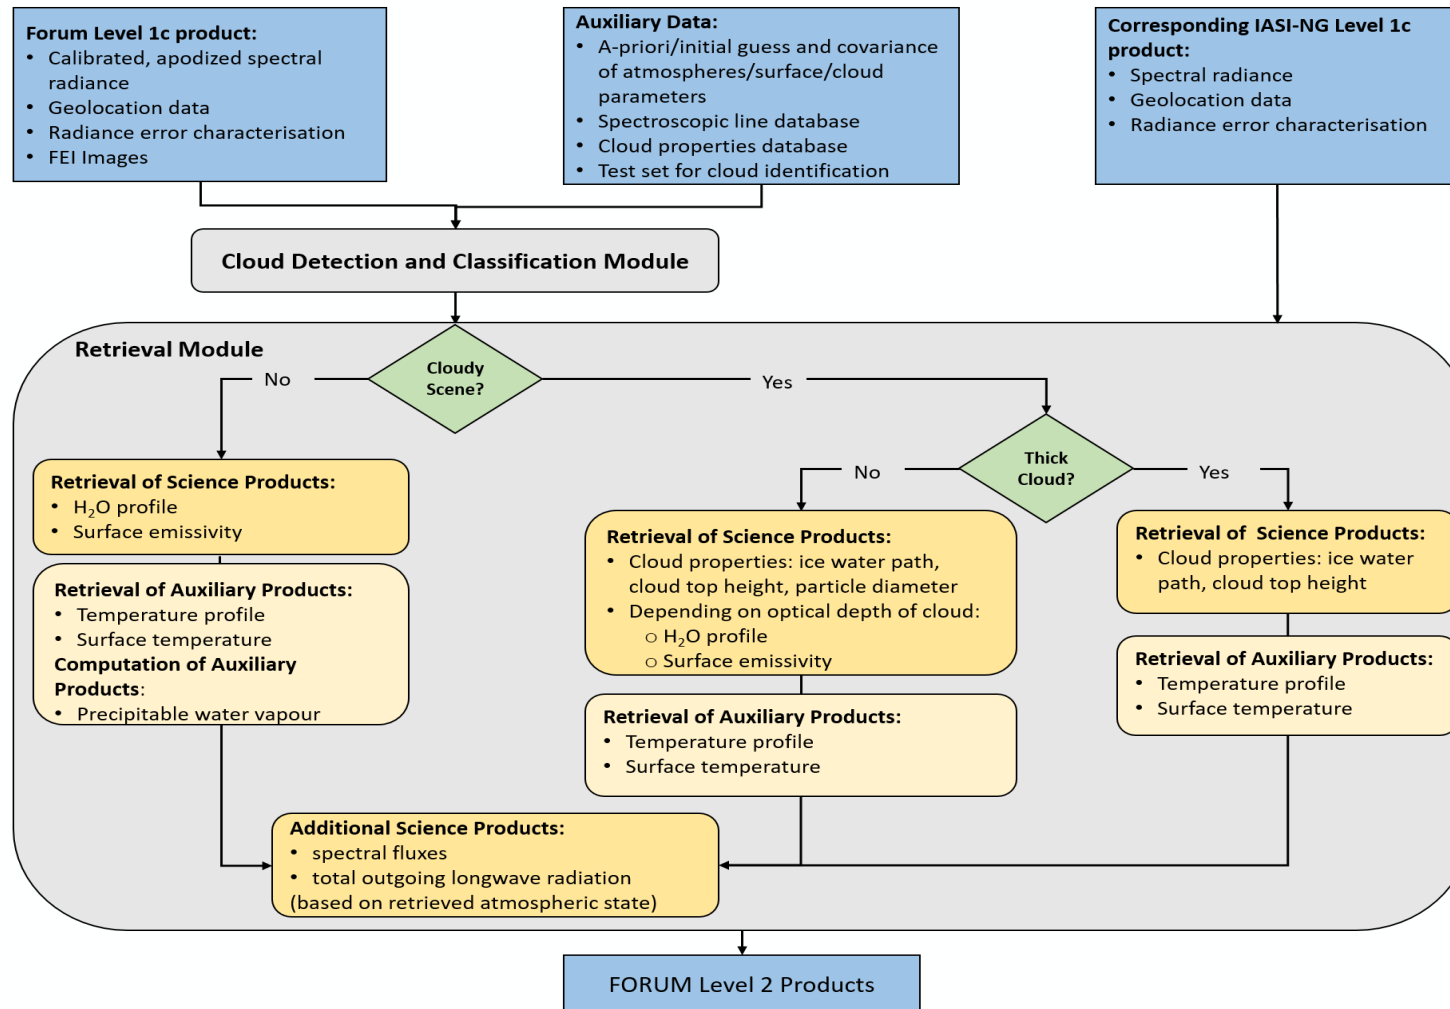 Forum Level 1c product:
• Calibrated, apodized spectral
radiance
• Geolocation data
• Radiance error characterisation
• FEI Images
Auxiliary Data:
• A-priori/initial guess and covariance
of atmospheres/surface/cloud
parameters
• Spectroscopic line database
• Cloud properties database
• Test set for cloud identification
Corresponding IASI-NG Level 1c
product:
• Spectral radiance
• Geolocation data
• Radiance error characterisation
Cloud Detection and Classification Module
Retrieval Module
Cloudy
Scene?
No
Yes
Thick
Cloud?
No
Yes
Retrieval of Science Products:
• H₂O profile
• Surface emissivity
Retrieval of Auxiliary Products:
• Temperature profile
• Surface temperature
Computation of Auxiliary
Products:
• Precipitable water vapour
Retrieval of Science Products:
• Cloud properties: ice water path,
cloud top height, particle diameter
• Depending on optical depth of cloud:
o H₂O profile
o Surface emissivity
Retrieval of Auxiliary Products:
• Temperature profile
• Surface temperature
Retrieval of Science Products:
• Cloud properties: ice water
path, cloud top height
Retrieval of Auxiliary Products:
• Temperature profile
• Surface temperature
Additional Science Products:
• spectral fluxes
• total outgoing longwave radiation
(based on retrieved atmospheric state)
FORUM Level 2 Products